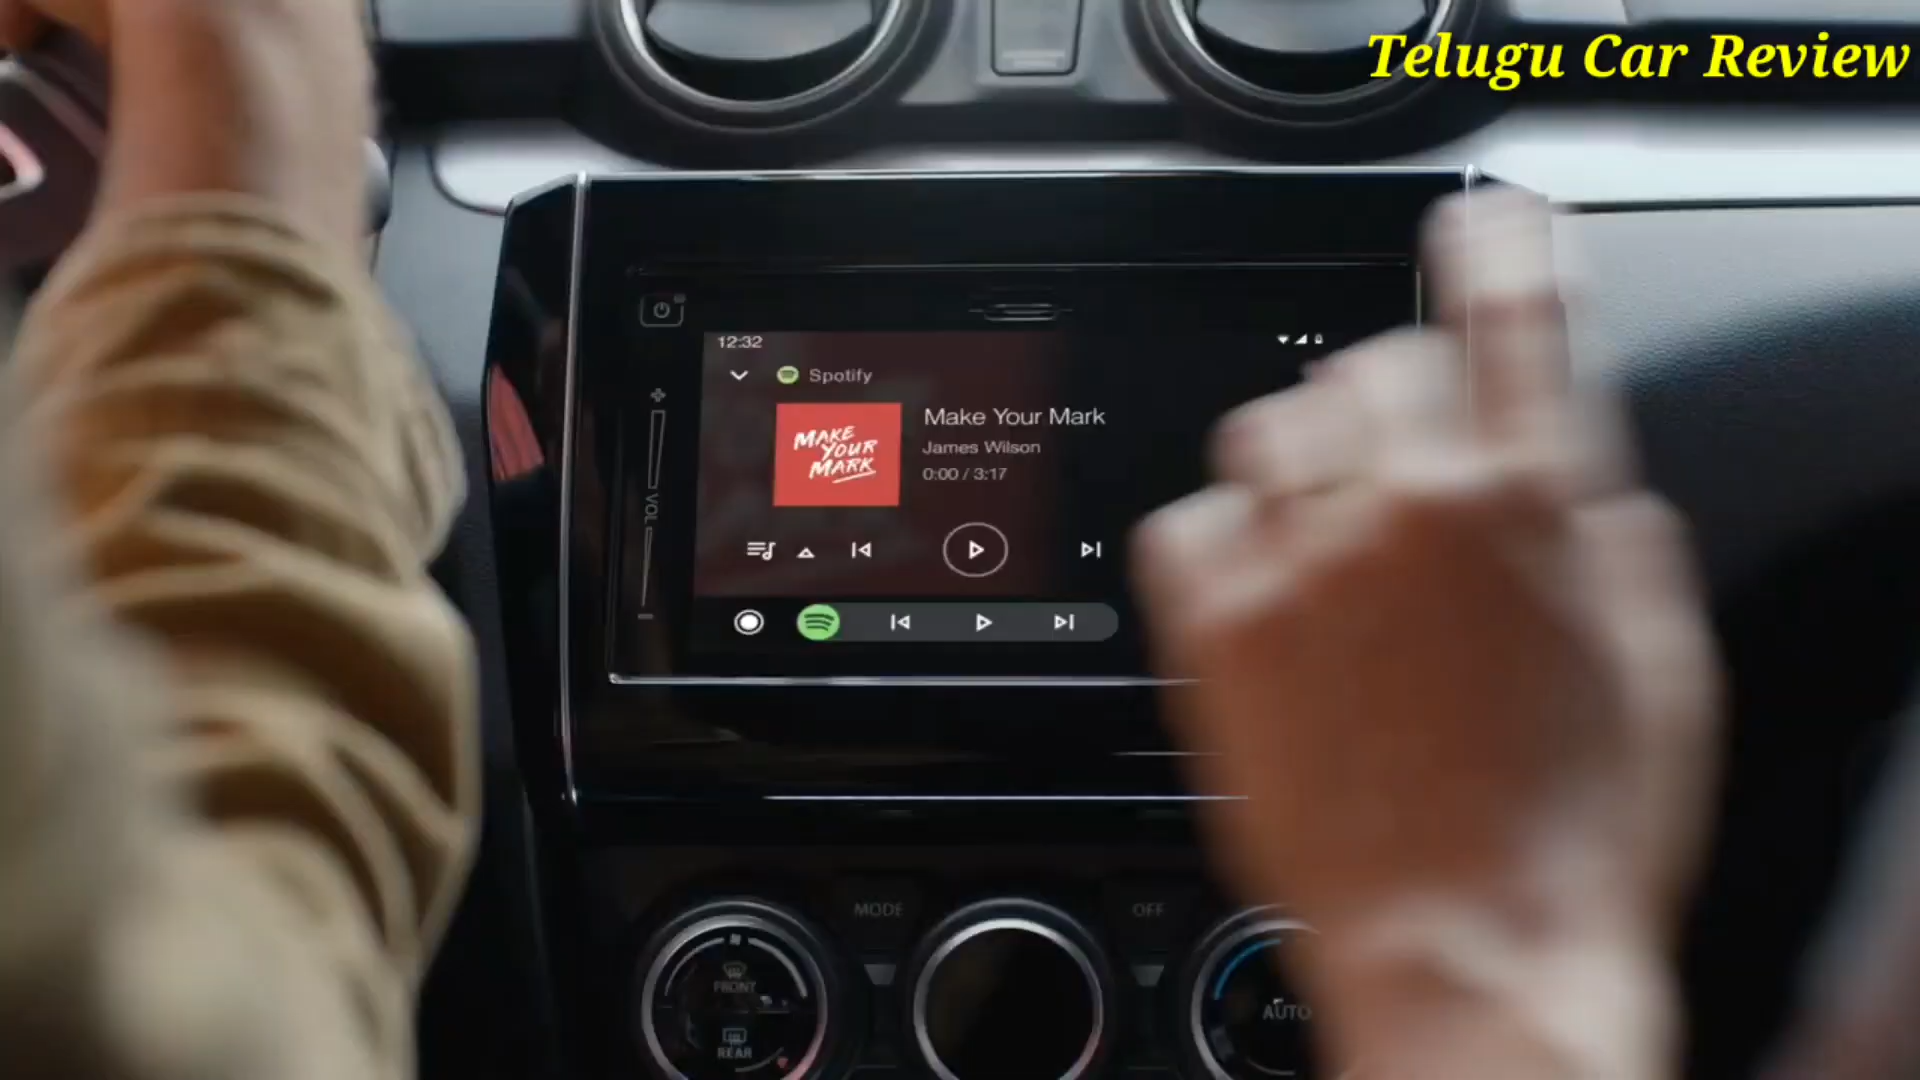 Telugu Car Review
12:32
Spotify
Make Your Mark
James Wilson
0:00 / 3:17
MAKE
YOUR
MARK
VOL
MODE
OFF
FRONT
REAR
AUTO